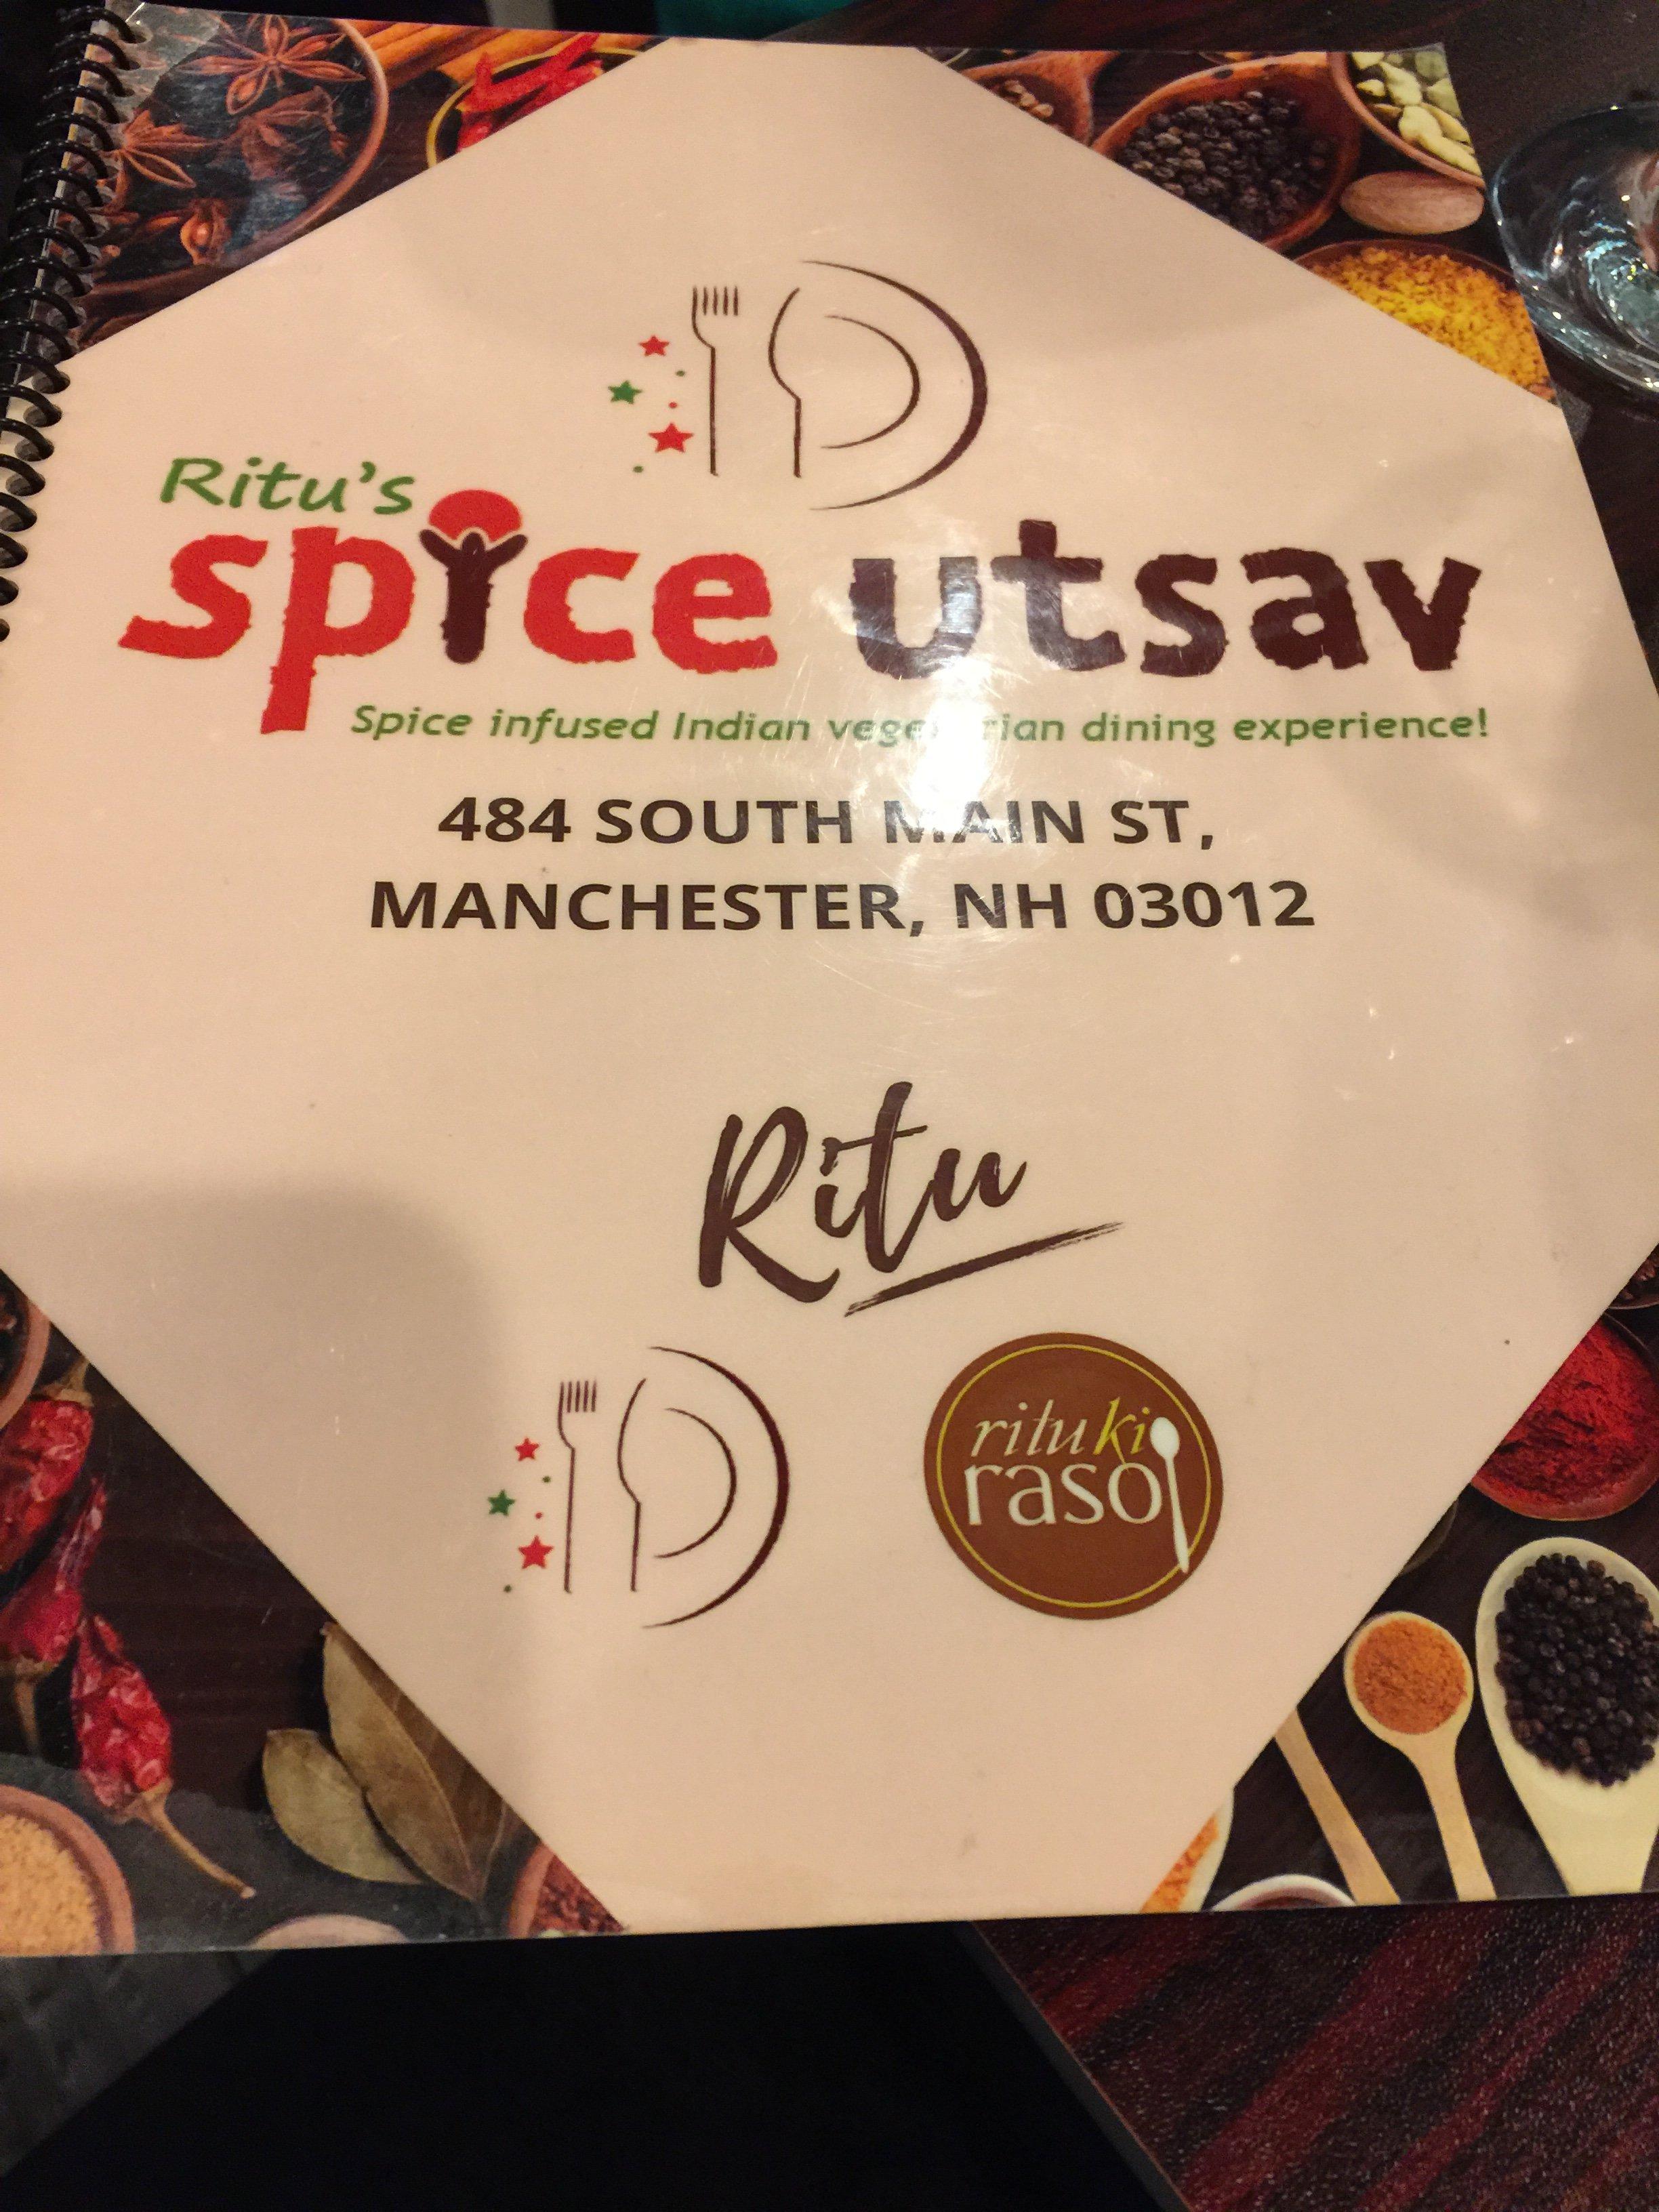 Ritu's
spice utsav
Spice infused Indian vegetarian dining experience!
484 SOUTH MAIN ST,
MANCHESTER, NH 03012
Ritu
ritu ki
rasoi